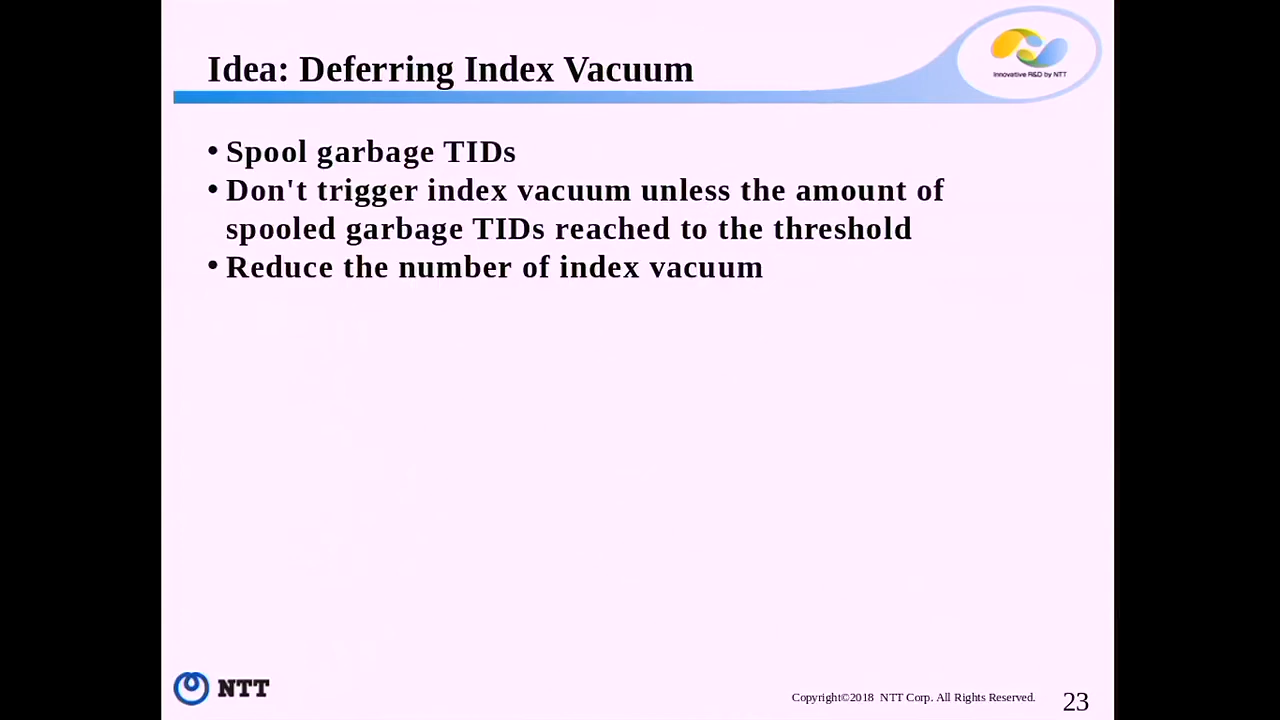 Idea: Deferring Index Vacuum
Innovative R&D by NTT
• Spool garbage TIDs
• Don't trigger index vacuum unless the amount of
spooled garbage TIDs reached to the threshold
• Reduce the number of index vacuum
NTT
Copyright©2018 NTT Corp. All Rights Reserved.
23